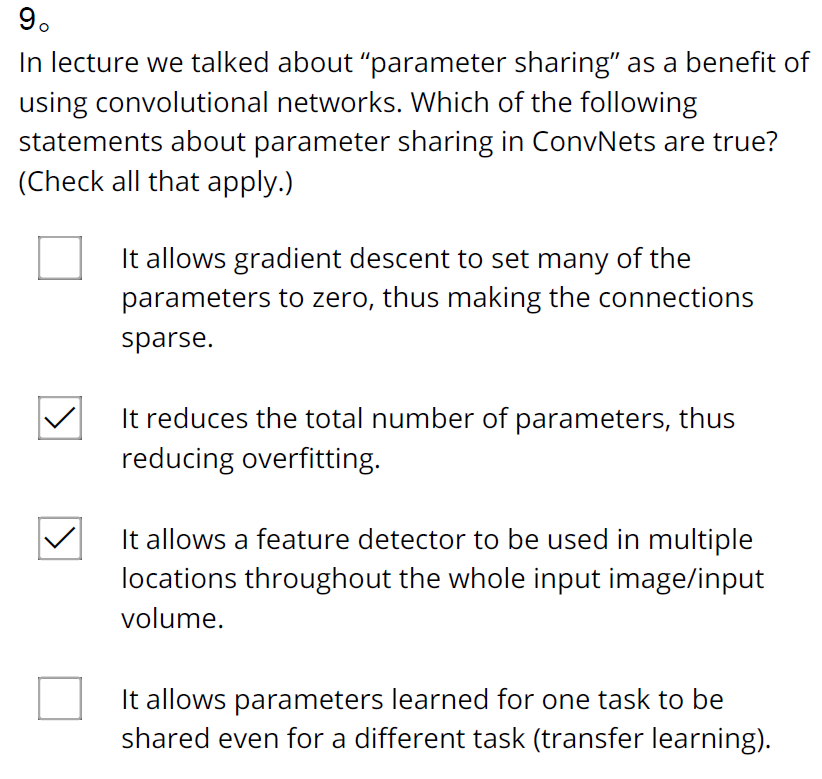 9。
In lecture we talked about “parameter sharing” as a benefit of
using convolutional networks. Which of the following
statements about parameter sharing in ConvNets are true?
(Check all that apply.)
It allows gradient descent to set many of the
parameters to zero, thus making the connections
sparse.
It reduces the total number of parameters, thus
reducing overfitting.
It allows a feature detector to be used in multiple
locations throughout the whole input image/input
volume.
It allows parameters learned for one task to be
shared even for a different task (transfer learning).